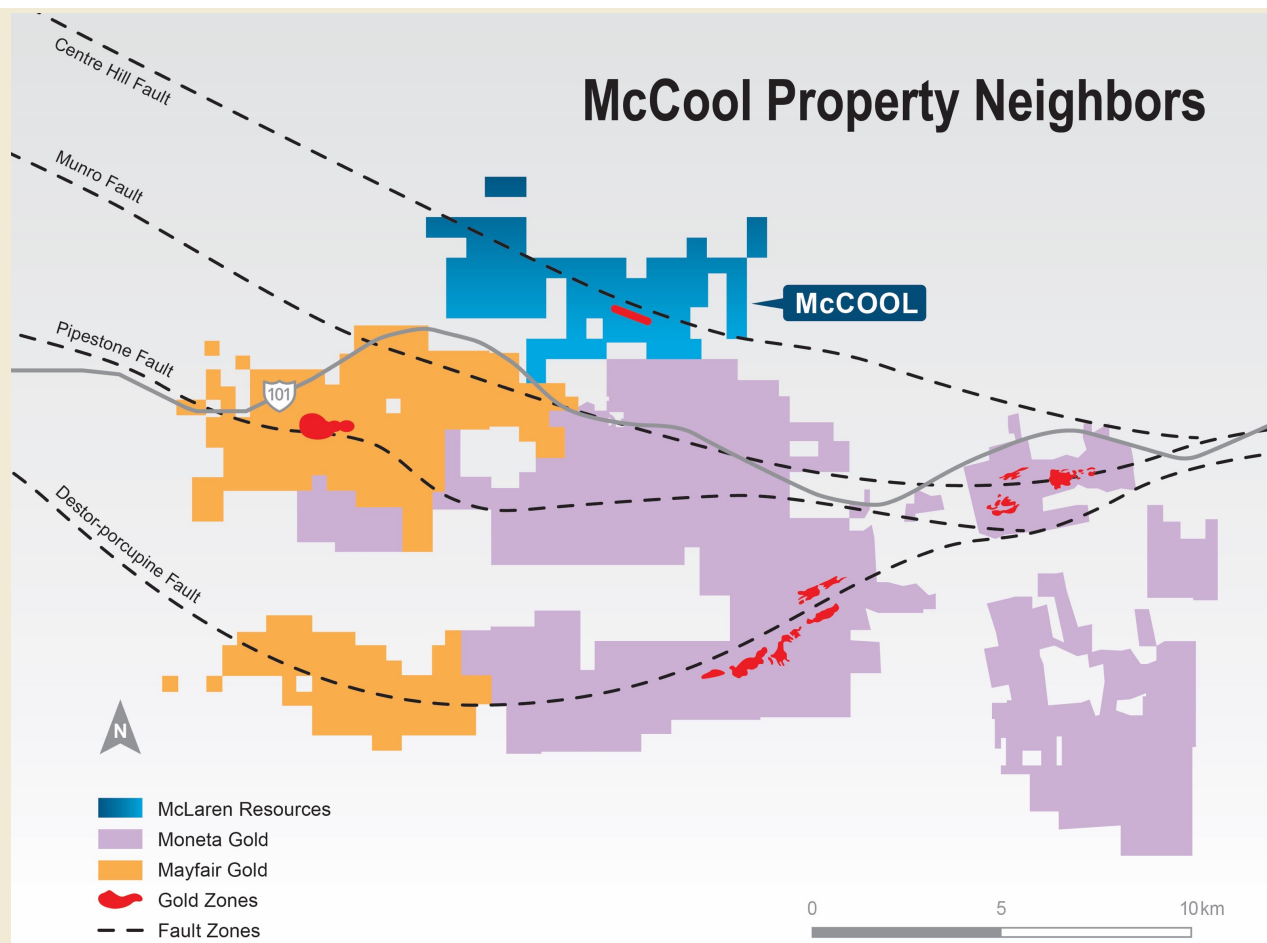 McCool Property Neighbors
Centre Hill Fault
Munro Fault
Pipestone Fault
McCOOL
101
Destor-porcupine Fault
N
McLaren Resources
Moneta Gold
Mayfair Gold
Gold Zones
Fault Zones
0 5 10km